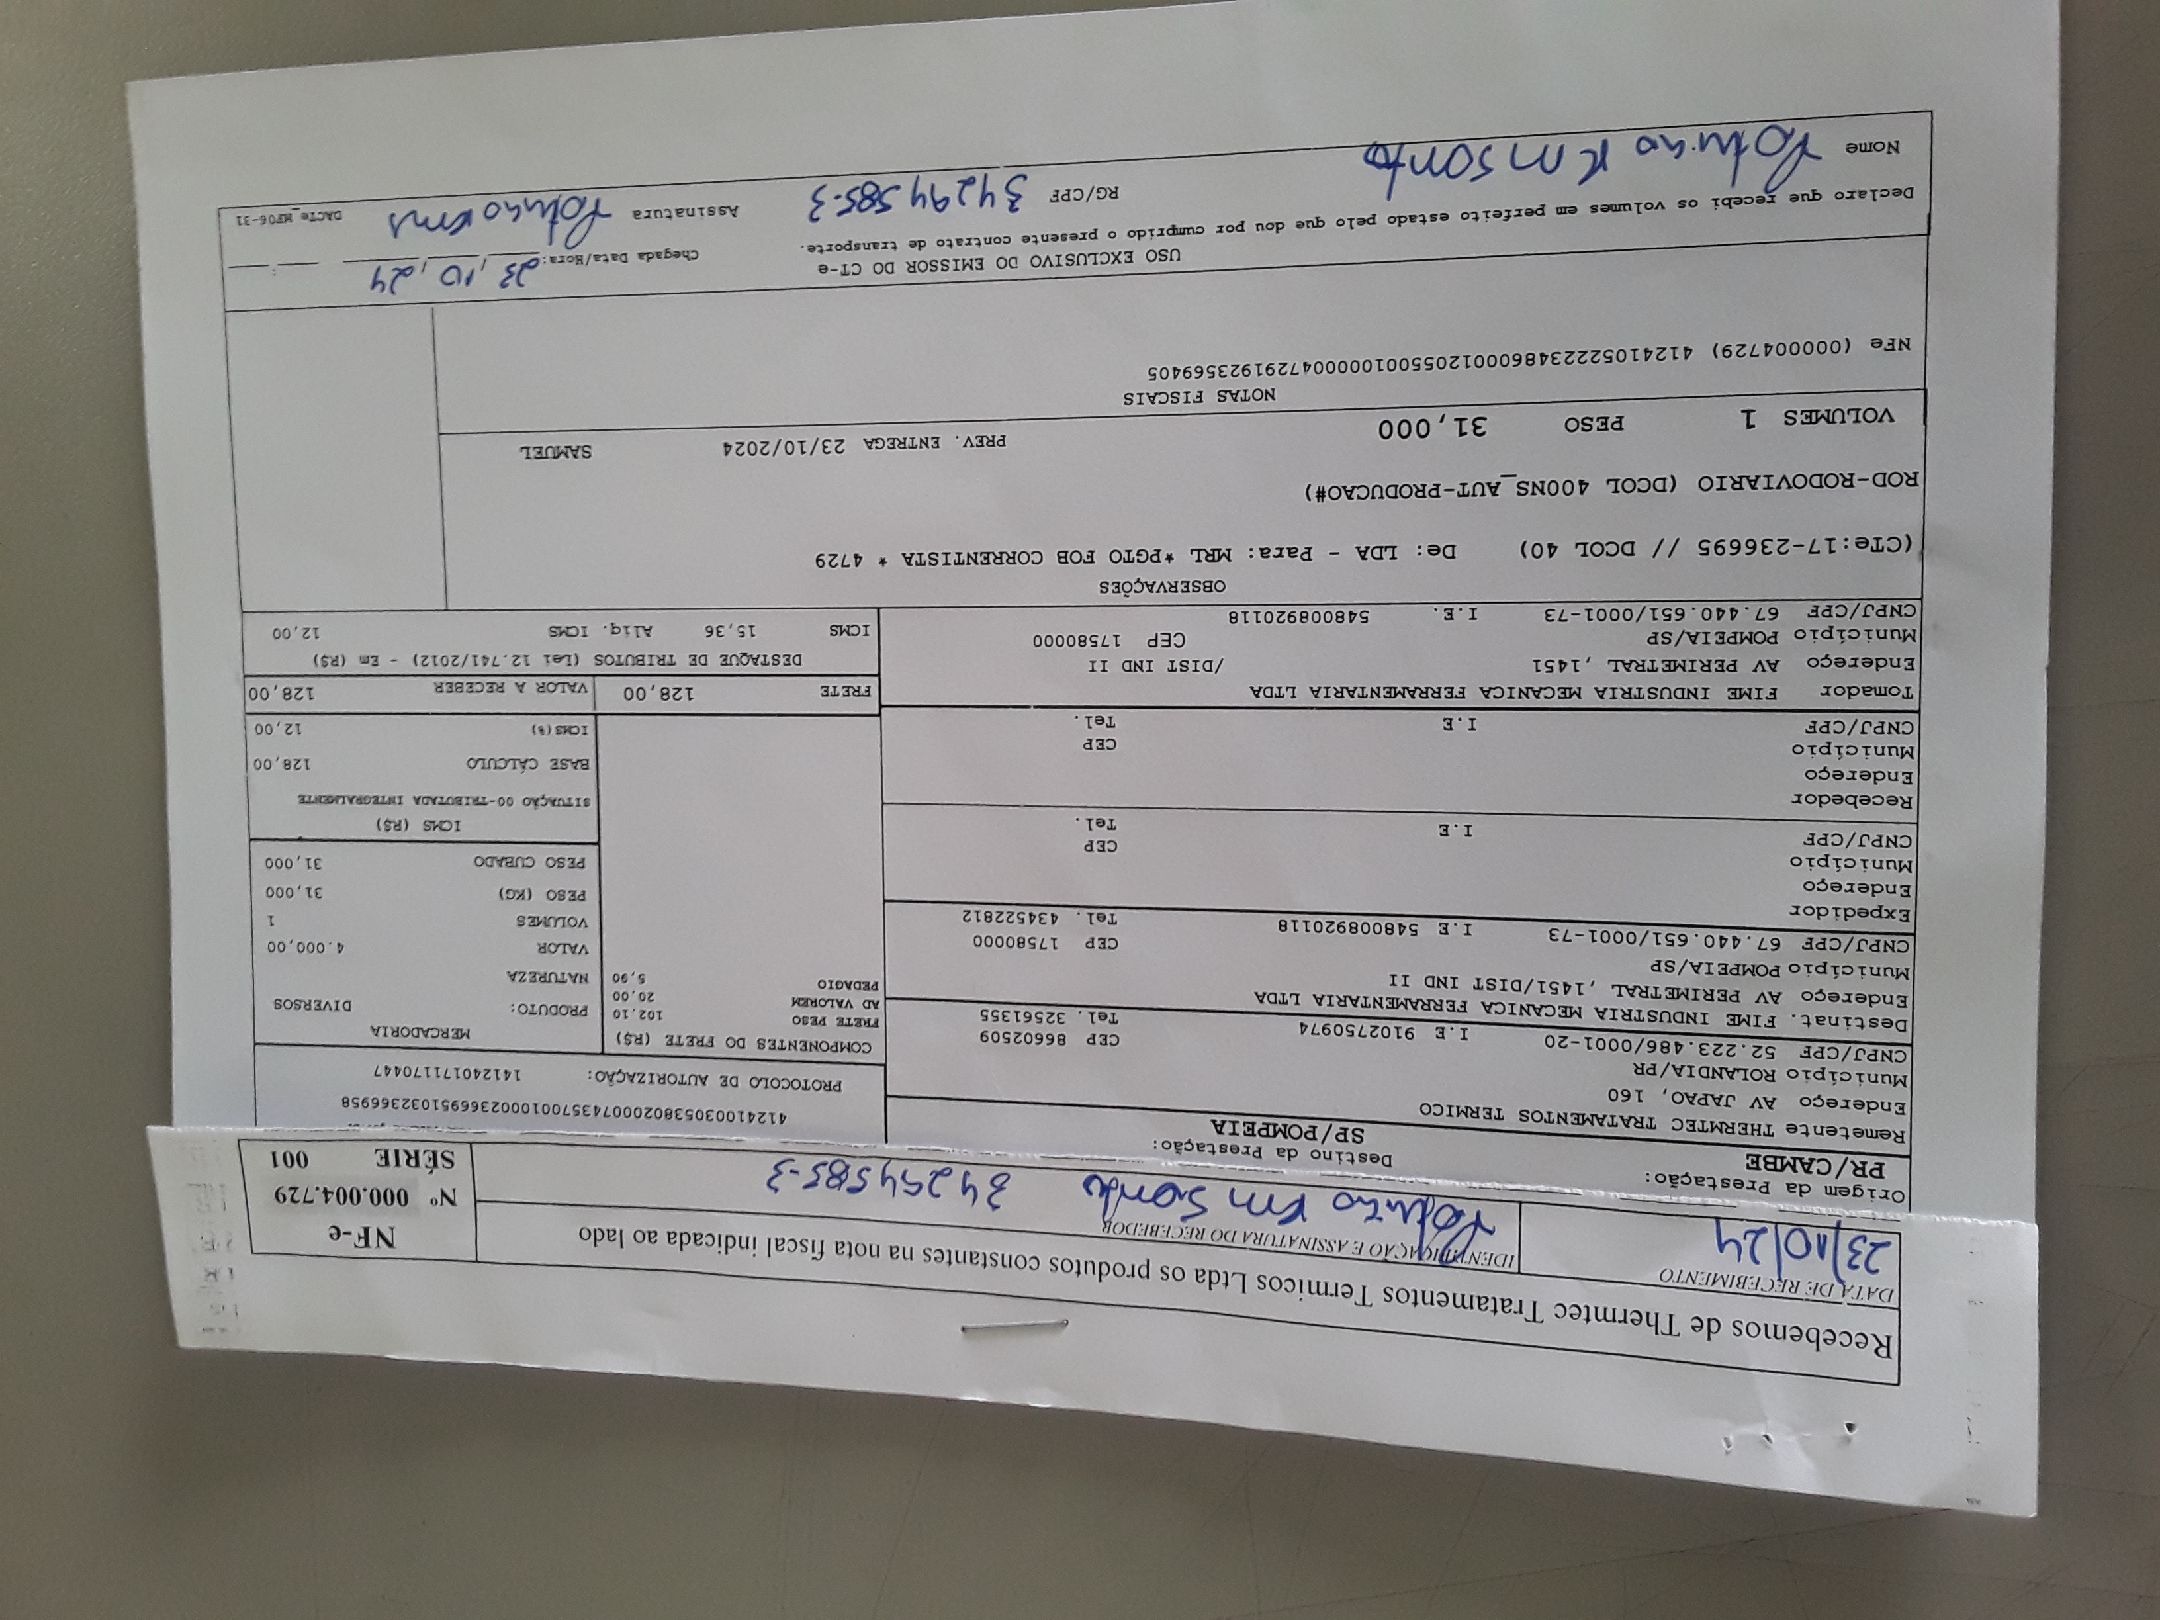 Recebemos de Thermtec Tratamentos Termicos Ltda os produtos constantes na nota fiscal indicada ao lado
DATA DE RECEBIMENTO
23/10/24
IDENTIFICAÇÃO E ASSINATURA DO RECEBEDOR
34294585-3
NF-e
Nº 000.004.729
SÉRIE 001
Origem da Prestação:
PR/CAMBE
Destino da Prestação:
SP/POMPEIA
Remetente THERMTEC TRATAMENTOS TERMICO
Endereço AV JAPAO, 160
Município ROLANDIA/PR
CEP 86602509
CNPJ/CPF 52.223.486/0001-20 I.E 9102750974 Tel. 32561355
Destinat. FIME INDUSTRIA MECANICA FERRAMENTARIA LTDA
Endereço AV PERIMETRAL ,1451/DIST IND II
Município POMPEIA/SP CEP 17580000
CNPJ/CPF 67.440.651/0001-73 I.E 548008920118 Tel. 434522812
Expedidor
Endereço
Município CEP
CNPJ/CPF I.E Tel.
Recebedor
Endereço
Município CEP
CNPJ/CPF I.E Tel.
Tomador FIME INDUSTRIA MECANICA FERRAMENTARIA LTDA
Endereço AV PERIMETRAL ,1451 /DIST IND II
Município POMPEIA/SP CEP 17580000
CNPJ/CPF 67.440.651/0001-73 I.E. 54800892011​8
PROTOCOLO DE AUTORIZAÇÃO: 141240171170447
COMPONENTES DO FRETE (R$)
FRETE PESO 102.10
AD VALOREM 20.00
PEDAGIO 5,90
MERCADORIA
PRODUTO: DIVERSOS
NATUREZA
VALOR 4.000,00
VOLUMES 1
PESO (KG) 31,000
PESO CUBADO 31,000
ICMS (R$)
SITUAÇÃO 00-TRIBUTADA INTEGRALMENTE
BASE CÁLCULO 128,00
ICMS(%) 12,00
FRETE 128,00 VALOR A RECEBER 128,00
DESTAQUE DE TRIBUTOS (Lei 12.741/2012) - Em (R$)
ICMS 15,36 Aliq. ICMS 12,00
OBSERVAÇÕES
(CTe:17-236695 // DCOL 40) De: LDA - Para: MRL *PGTO FOB CORRENTISTA * 4729
ROD-RODOVIARIO (DCOL 400NS_AUT-PRODUCAO#)
VOLUMES 1 PESO 31,000 PREV. ENTREGA 23/10/2024 SAMUEL
NOTAS FISCAIS
NFe (000004729) 41241052223486000120550010000047291923569405
USO EXCLUSIVO DO EMISSOR DO CT-e
Declaro que recebi os volumes em perfeito estado pelo que dou por cumprido o presente contrato de transporte.
Chegada Data/Hora: 23/10/24
Nome
RG/CPF 34294585-3
Assinatura
DACTe_MF06-31